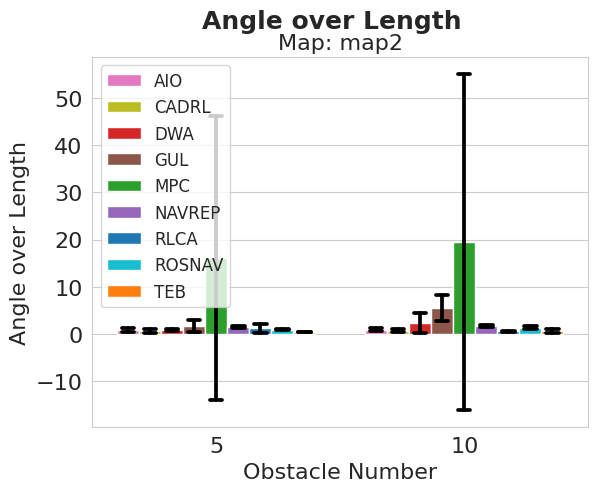 Angle over Length
Map: map2
Angle over Length
50
40
30
20
10
0
−10
AIO
CADRL
DWA
GUL
MPC
NAVREP
RLCA
ROSNAV
TEB
5
10
Obstacle Number